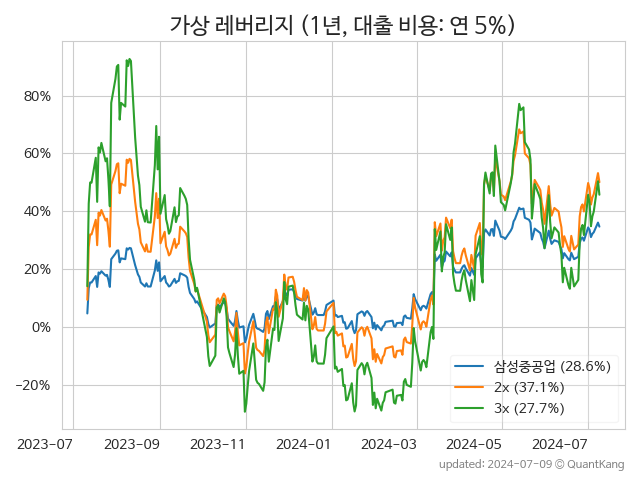 가상 레버리지 (1년, 대출 비용: 연 5%)
80%
60%
40%
20%
0%
−20%
삼성중공업 (28.6%)
2x (37.1%)
3x (27.7%)
2023-07 2023-09 2023-11 2024-01 2024-03 2024-05 2024-07
updated: 2024-07-09 © QuantKang